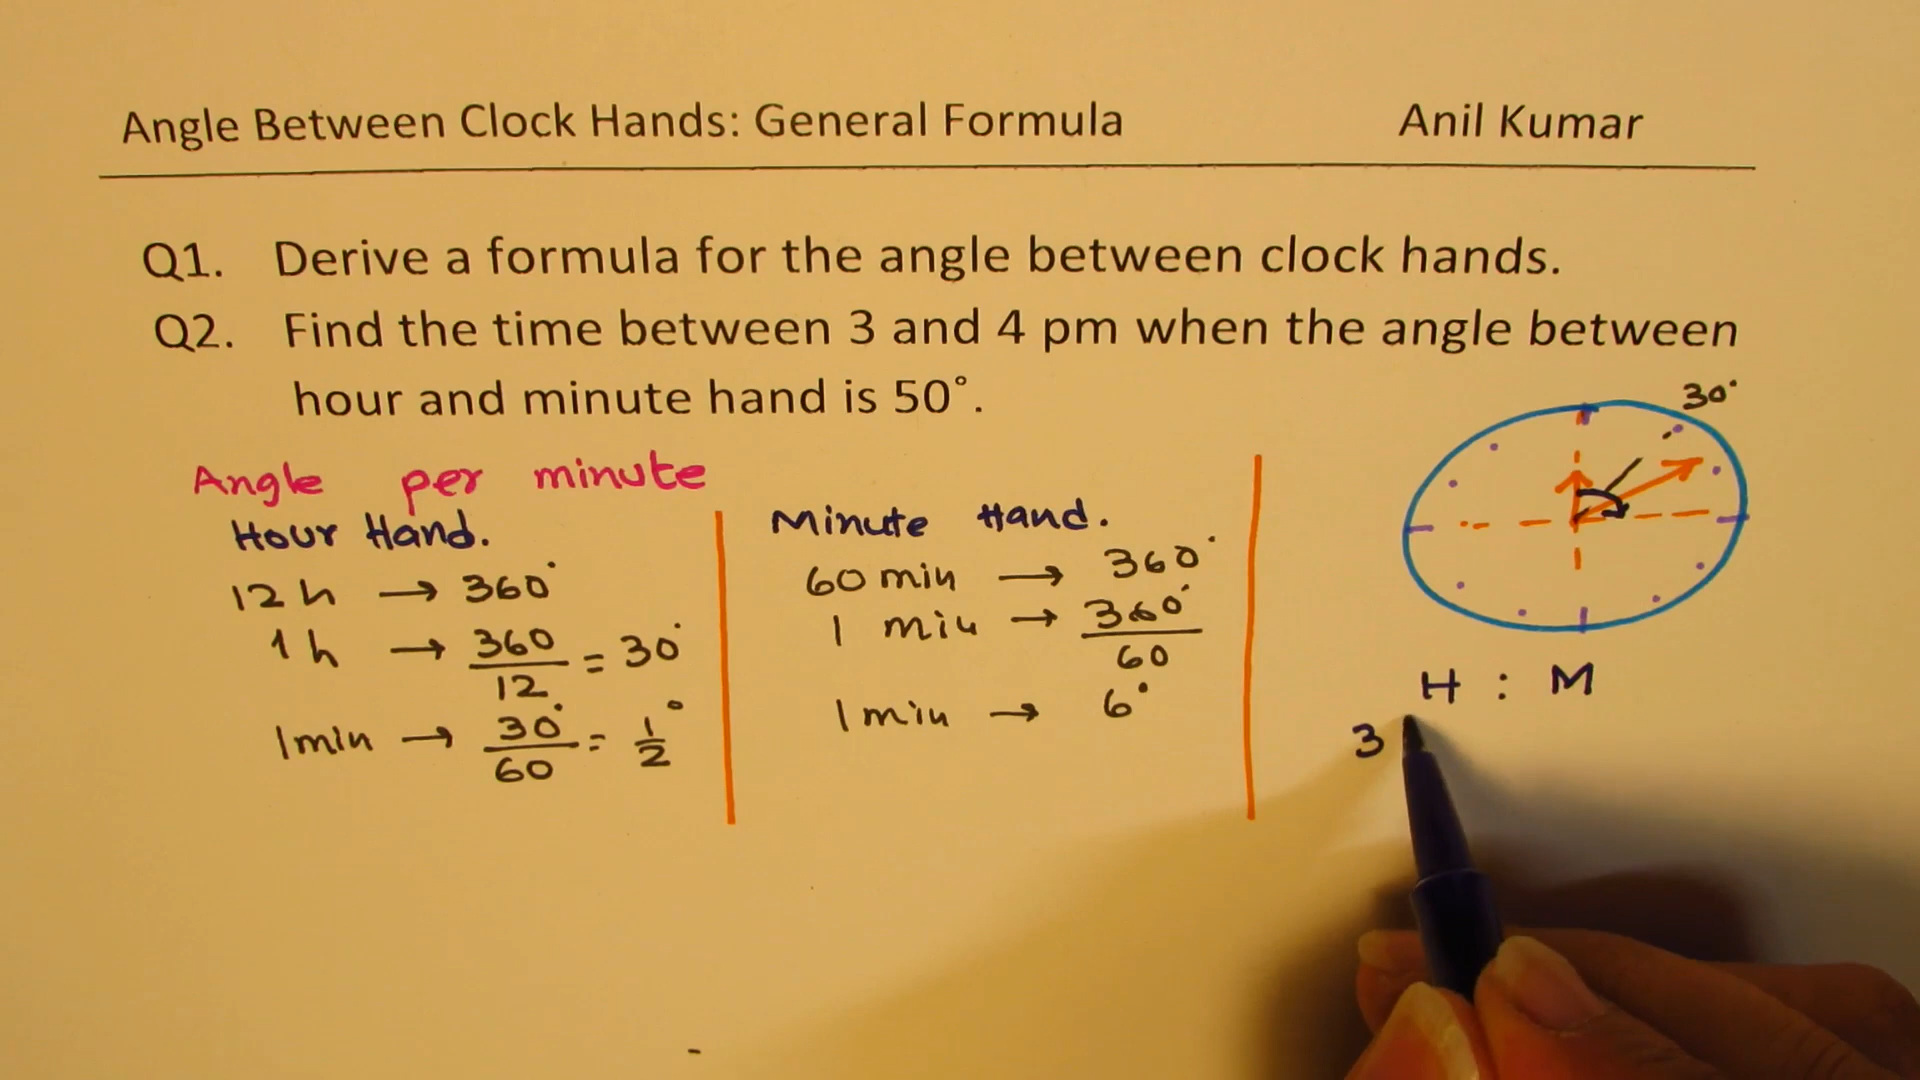 Angle Between Clock Hands: General Formula Anil Kumar
Q1. Derive a formula for the angle between clock hands.
Q2. Find the time between 3 and 4 pm when the angle between
hour and minute hand is 50°.
30°
Angle per minute
Hour Hand.
12 h → 360°
1 h → 360/12 = 30°
1 min → 30°/60 = 1/2°
Minute Hand.
60 min → 360°
1 min → 360°/60
1 min → 6°
H : M
3